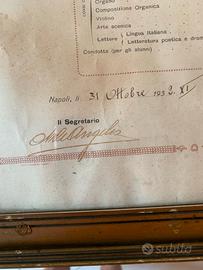 Organo
Composizione Organica
Violino
Arte scenica
Lettere Lingua Italiana
Letteratura poetica e dram
Condotta (per gli alunni)
Napoli, li 31 Ottobre 1932. XI
Il Segretario
subito